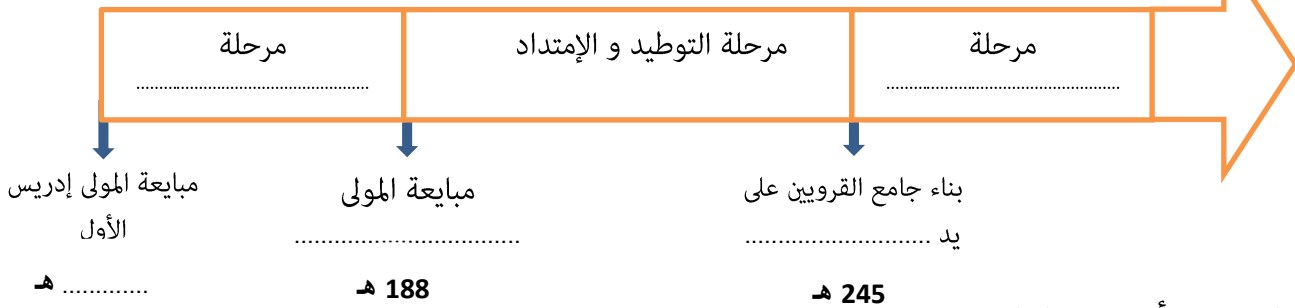 مرحلة
............................................
مرحلة التوطيد و الإمتداد
مرحلة
............................................
مبايعة المولى إدريس
الأول
............. هـ
مبايعة المولى
..................................
188 هـ
بناء جامع القرويين على
يد ............................
245 هـ